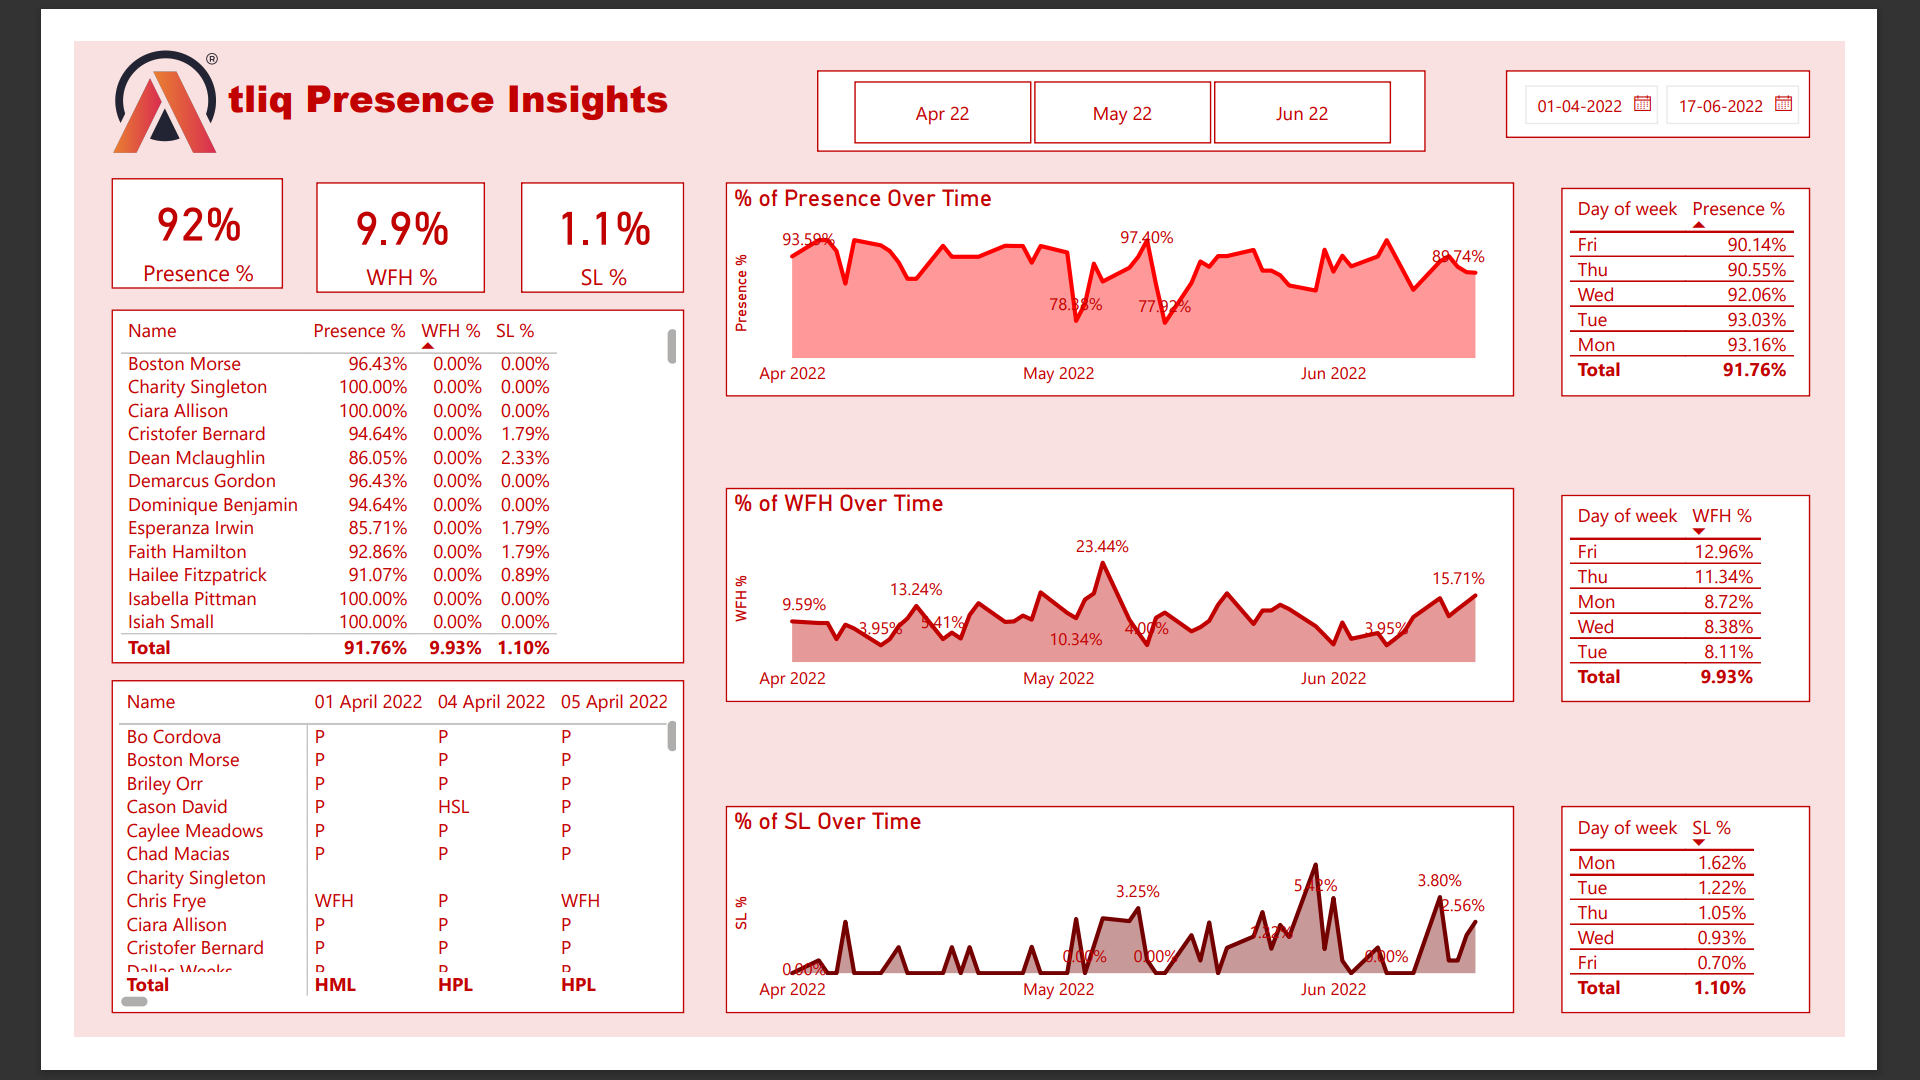 ®
tliq Presence Insights
Apr 22 May 22 Jun 22
01-04-2022 17-06-2022
92%
Presence %
9.9%
WFH %
1.1%
SL %
Name Presence % WFH % SL %
Boston Morse 96.43% 0.00% 0.00%
Charity Singleton 100.00% 0.00% 0.00%
Ciara Allison 100.00% 0.00% 0.00%
Cristofer Bernard 94.64% 0.00% 1.79%
Dean Mclaughlin 86.05% 0.00% 2.33%
Demarcus Gordon 96.43% 0.00% 0.00%
Dominique Benjamin 94.64% 0.00% 0.00%
Esperanza Irwin 85.71% 0.00% 1.79%
Faith Hamilton 92.86% 0.00% 1.79%
Hailee Fitzpatrick 91.07% 0.00% 0.89%
Isabella Pittman 100.00% 0.00% 0.00%
Isiah Small 100.00% 0.00% 0.00%
Total 91.76% 9.93% 1.10%
Name 01 April 2022 04 April 2022 05 April 2022
Bo Cordova P P P
Boston Morse P P P
Briley Orr P P P
Cason David P HSL P
Caylee Meadows P P P
Chad Macias P P P
Charity Singleton
Chris Frye WFH P WFH
Ciara Allison P P P
Cristofer Bernard P P P
Dallas Weeks P P P
Total HML HPL HPL
% of Presence Over Time
Presence %
93.59% 97.40% 89.74%
78.38% 77.92%
Apr 2022 May 2022 Jun 2022
Day of week Presence %
Fri 90.14%
Thu 90.55%
Wed 92.06%
Tue 93.03%
Mon 93.16%
Total 91.76%
% of WFH Over Time
WFH %
23.44%
9.59% 13.24% 15.71%
3.95% 5.41% 10.34% 4.00% 3.95%
Apr 2022 May 2022 Jun 2022
Day of week WFH %
Fri 12.96%
Thu 11.34%
Mon 8.72%
Wed 8.38%
Tue 8.11%
Total 9.93%
% of SL Over Time
SL %
3.25% 5.42% 3.80%
2.56%
0.00% 0.00% 0.00% 1.22% 0.00%
Apr 2022 May 2022 Jun 2022
Day of week SL %
Mon 1.62%
Tue 1.22%
Thu 1.05%
Wed 0.93%
Fri 0.70%
Total 1.10%